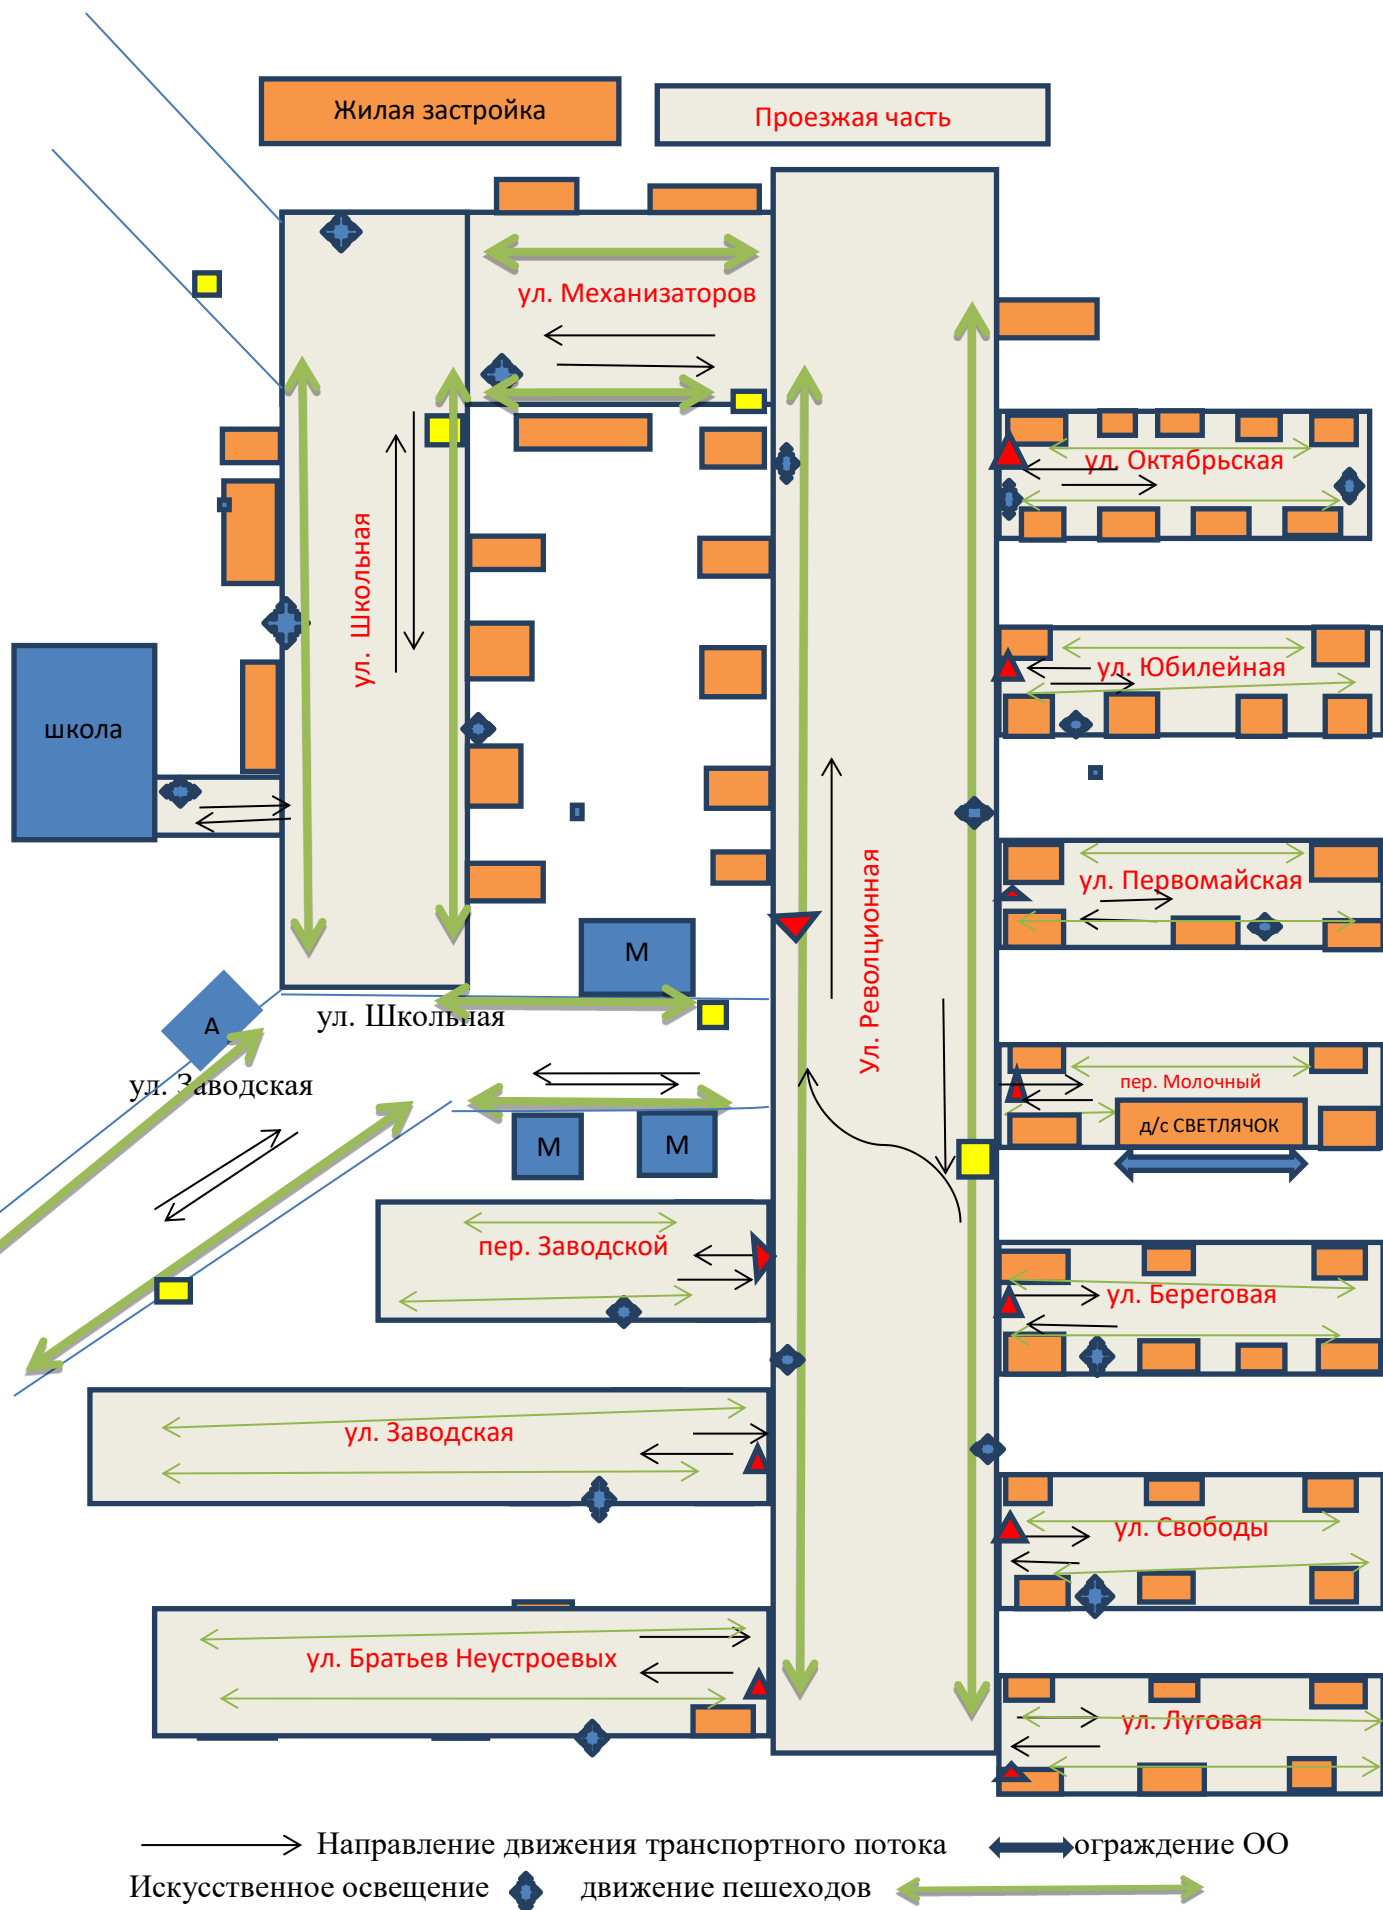 Жилая застройка
Проезжая часть
ул. Механизаторов
ул. Октябрьская
ул. Школьная
ул. Юбилейная
школа
ул. Первомайская
Ул. Револционная
М
А
ул. Школьная
ул. Заводская
пер. Молочный
д/с СВЕТЛЯЧОК
М
М
пер. Заводской
ул. Береговая
ул. Заводская
ул. Свободы
ул. Братьев Неустроевых
ул. Луговая
Направление движения транспортного потока
ограждение ОО
Искусственное освещение
движение пешеходов